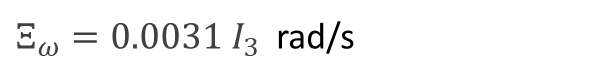 Ξ_ω = 0.0031 I_3 rad/s